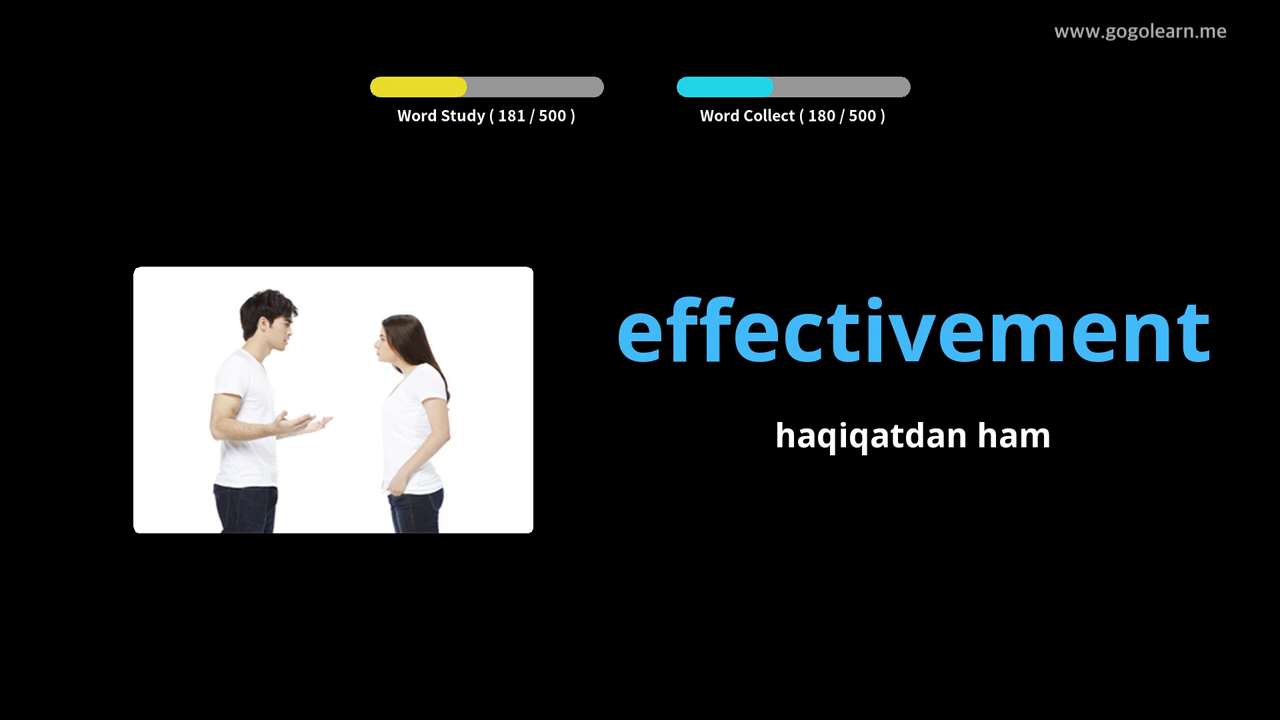 www.gogolearn.me
Word Study ( 181 / 500 )
Word Collect ( 180 / 500 )
effectivement
haqiqatdan ham